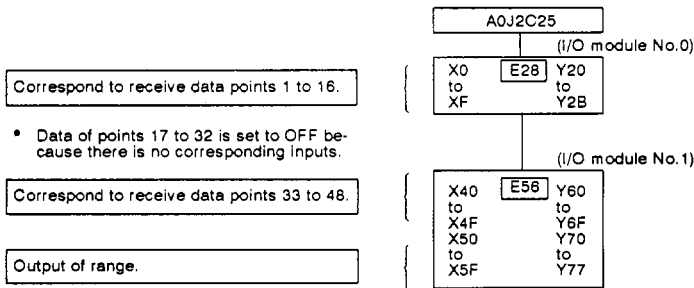 A0J2C25
(I/O module No.0)
X0 E28 Y20
to to
XF Y2B
Correspond to receive data points 1 to 16.
• Data of points 17 to 32 is set to OFF be-
cause there is no corresponding inputs.
(I/O module No.1)
X40 E56 Y60
to to
X4F Y6F
X50 Y70
to to
X5F Y77
Correspond to receive data points 33 to 48.
Output of range.